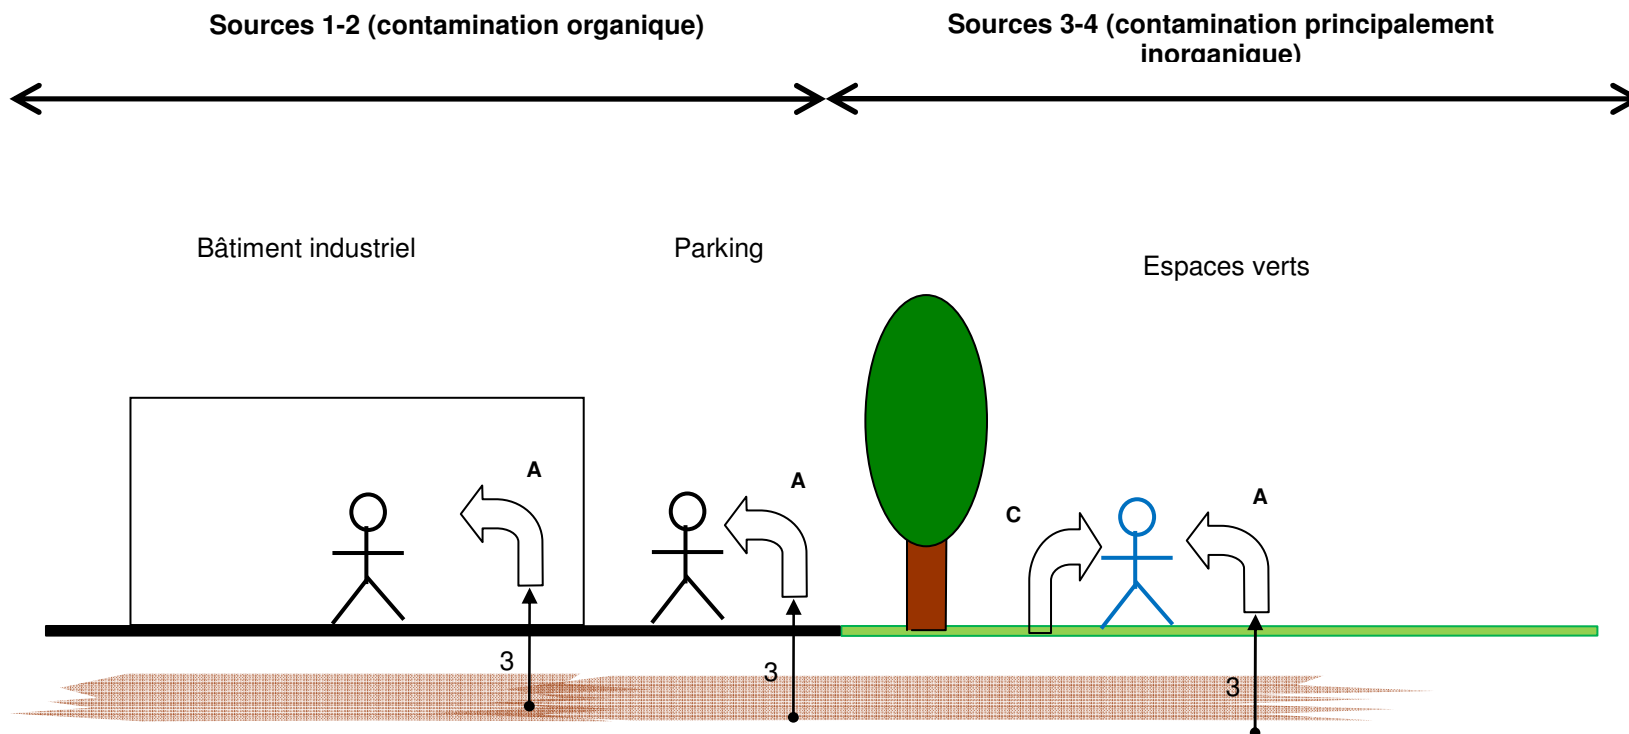 Sources 1-2 (contamination organique)
Sources 3-4 (contamination principalement
inorganique)
Bâtiment industriel
Parking
Espaces verts
A
A
C
A
3
3
3